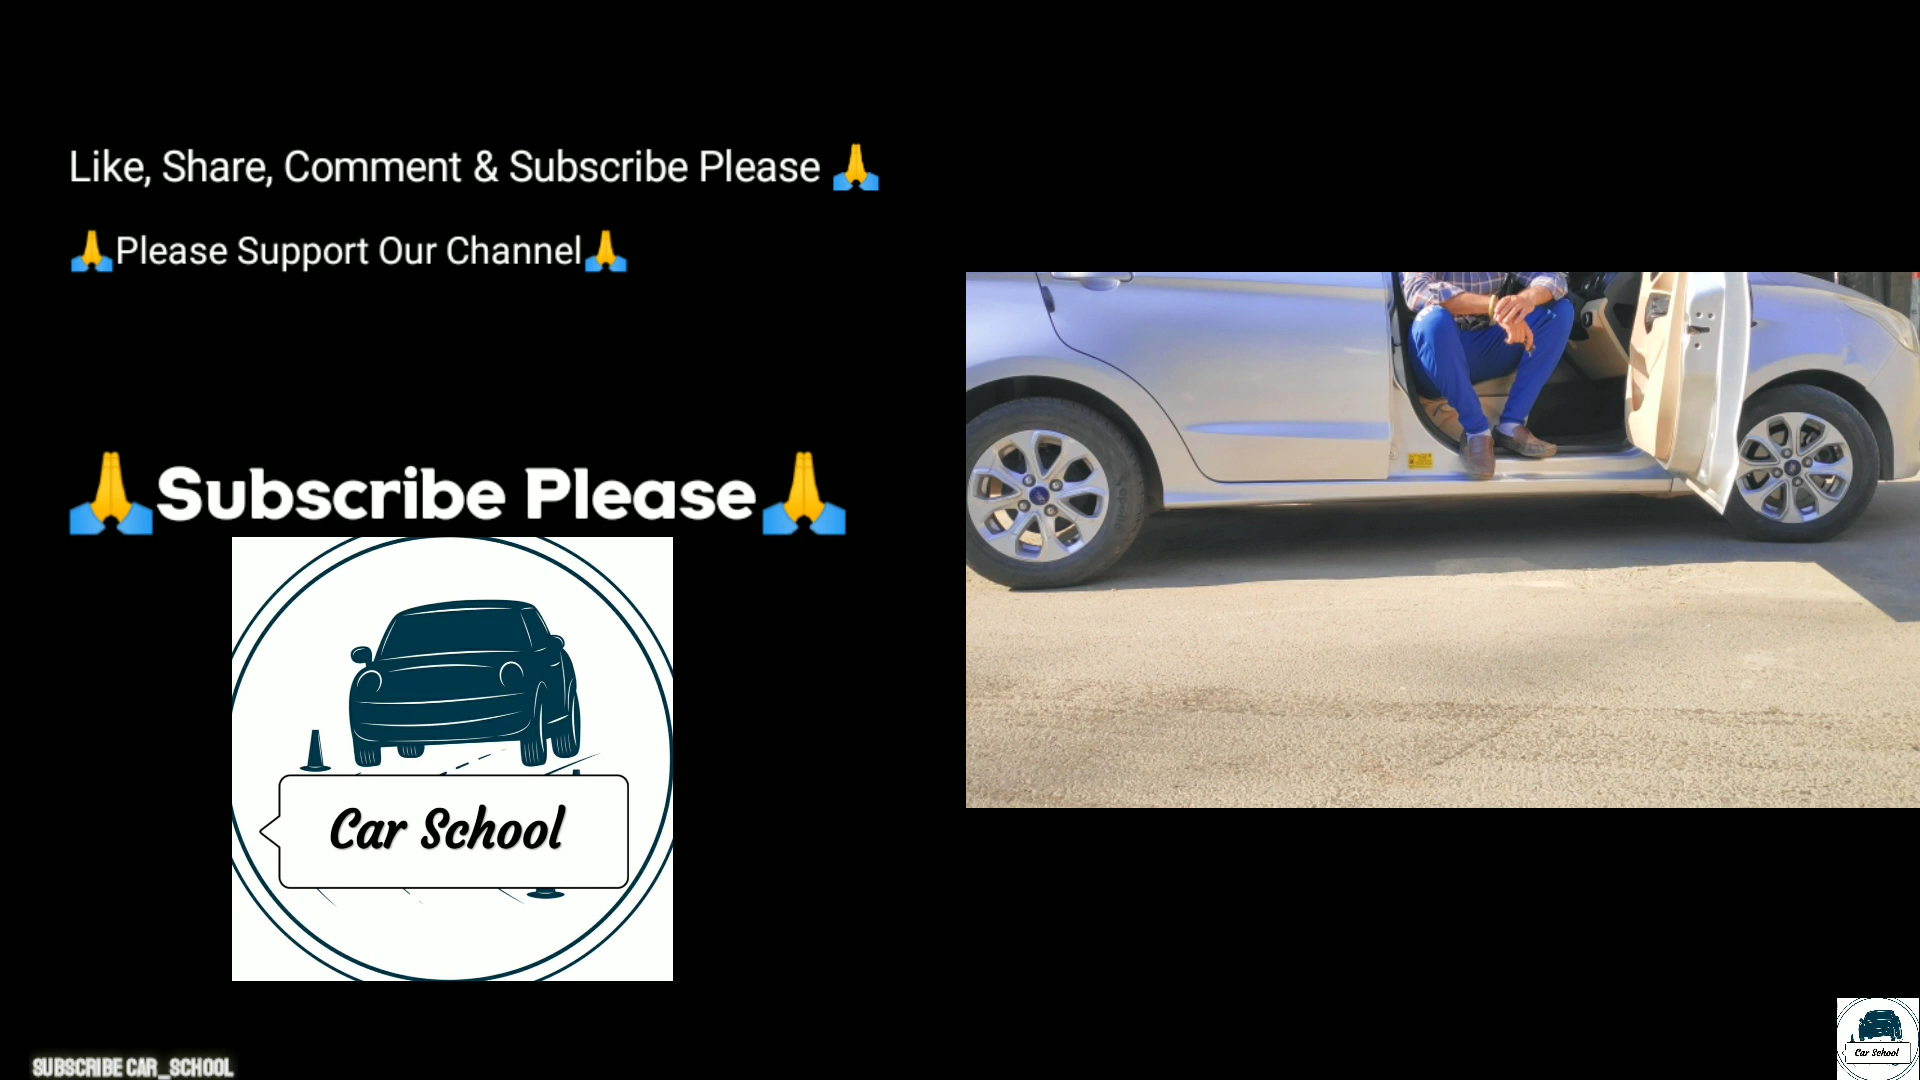 Like, Share, Comment & Subscribe Please 🙏
🙏Please Support Our Channel🙏
🙏Subscribe Please🙏
Car School
SUBSCRIBE CAR_SCHOOL
Car School